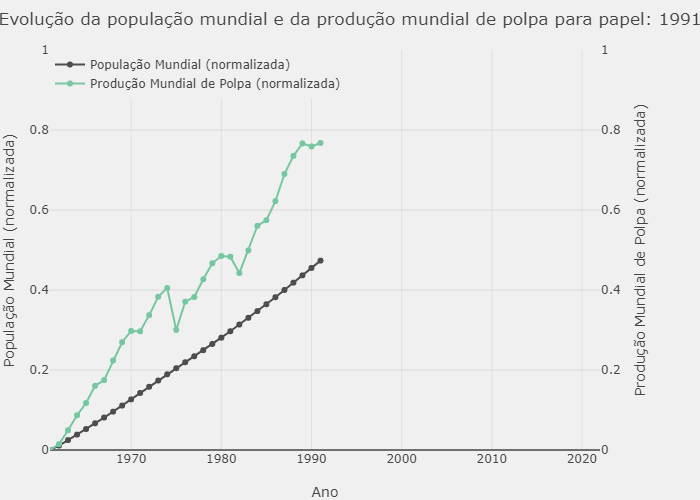 Evolução da população mundial e da produção mundial de polpa para papel: 1991
População Mundial (normalizada)
Produção Mundial de Polpa (normalizada)
1
0.8
0.6
0.4
0.2
0
1
0.8
0.6
0.4
0.2
0
População Mundial (normalizada)
Produção Mundial de Polpa (normalizada)
1970 1980 1990 2000 2010 2020
Ano